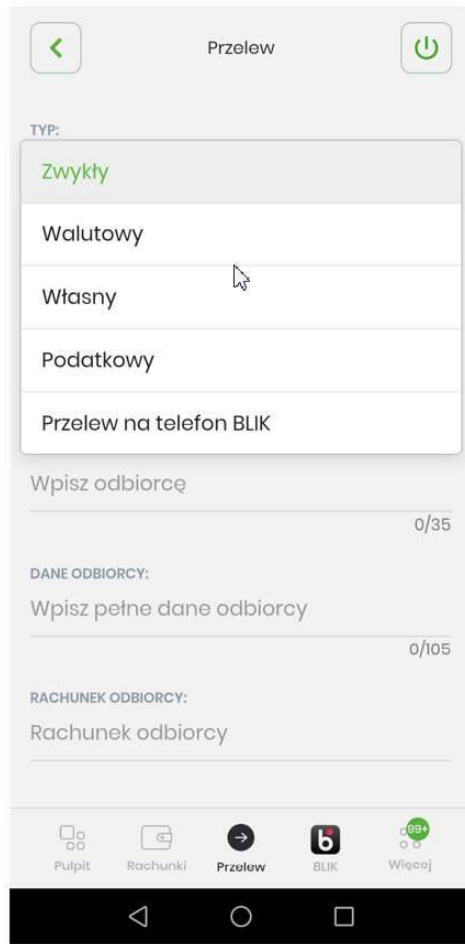 Przelew
TYP:
Zwykły
Walutowy
Własny
Podatkowy
Przelew na telefon BLIK
Wpisz odbiorcę
0/35
DANE ODBIORCY:
Wpisz pełne dane odbiorcy
0/105
RACHUNEK ODBIORCY:
Rachunek odbiorcy
99+
Pulpit Rachunki Przelew BLIK Więcej